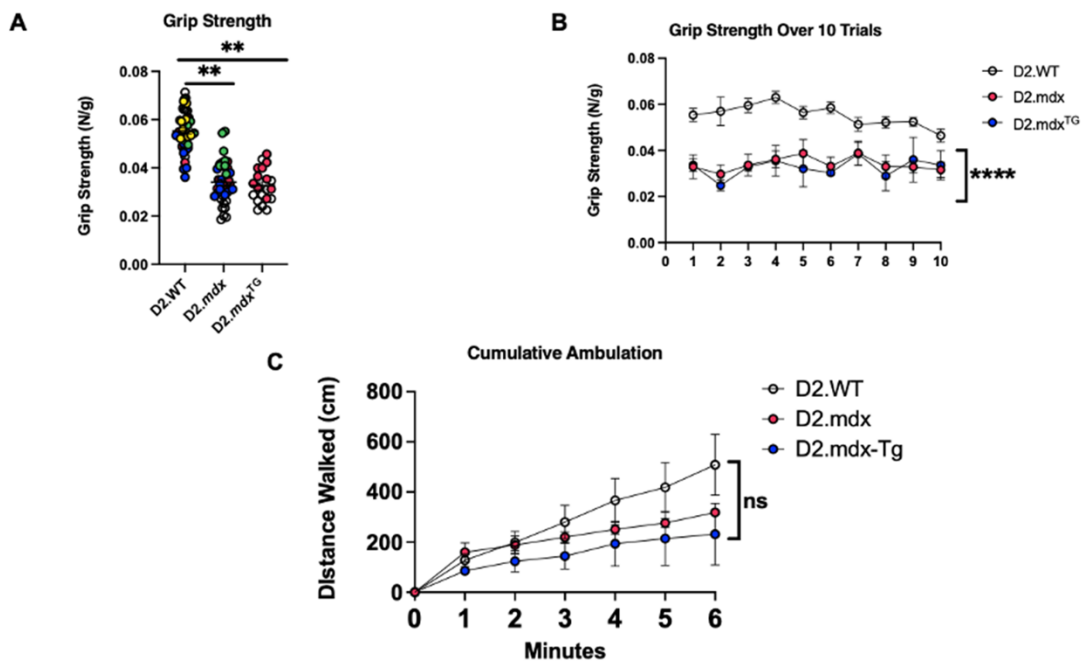 A
Grip Strength
**
**
0.08
0.06
0.04
0.02
0.00
Grip Strength (N/g)
D2.WT
D2.mdx
D2.mdxTG
B
Grip Strength Over 10 Trials
0.08
0.06
0.04
0.02
0.00
Grip Strength (N/g)
0 1 2 3 4 5 6 7 8 9 10
D2.WT
D2.mdx
D2.mdxTG
****
C
Cumulative Ambulation
800
600
400
200
0
DIstance Walked (cm)
0 1 2 3 4 5 6
Minutes
D2.WT
D2.mdx
D2.mdx-Tg
ns